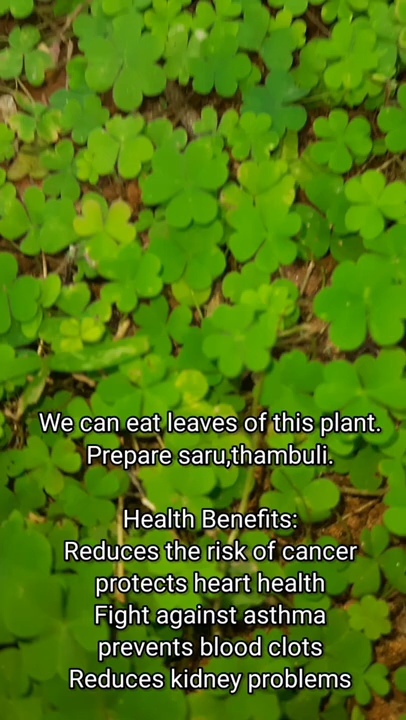 We can eat leaves of this plant.
Prepare saru,thambuli.
Health Benefits:
Reduces the risk of cancer
protects heart health
Fight against asthma
prevents blood clots
Reduces kidney problems